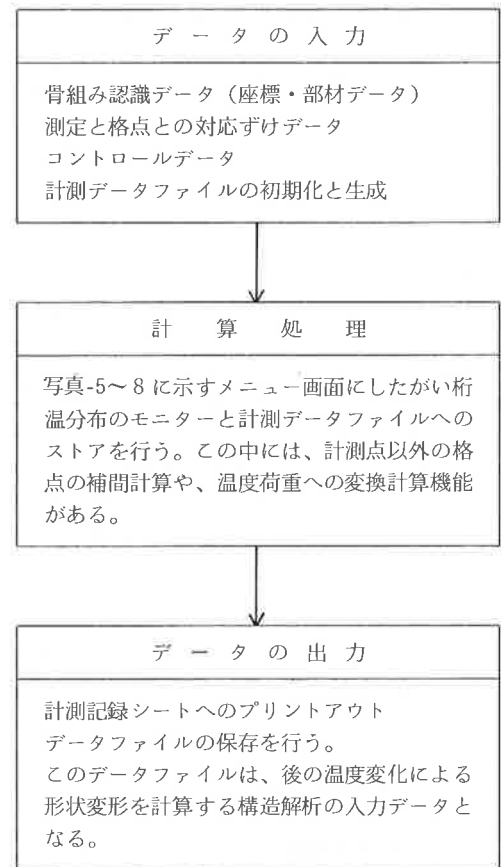 データの入力
骨組み認識データ（座標・部材データ）
測定と格点との対応ずけデータ
コントロールデータ
計測データファイルの初期化と生成
計算処理
写真-5～8に示すメニュー画面にしたがい桁
温分布のモニターと計測データファイルへの
ストアを行う。この中には、計測点以外の格
点の補間計算や、温度荷重への変換計算機能
がある。
データの出力
計測記録シートへのプリントアウト
データファイルの保存を行う。
このデータファイルは、後の温度変化による
形状変形を計算する構造解析の入力データと
なる。